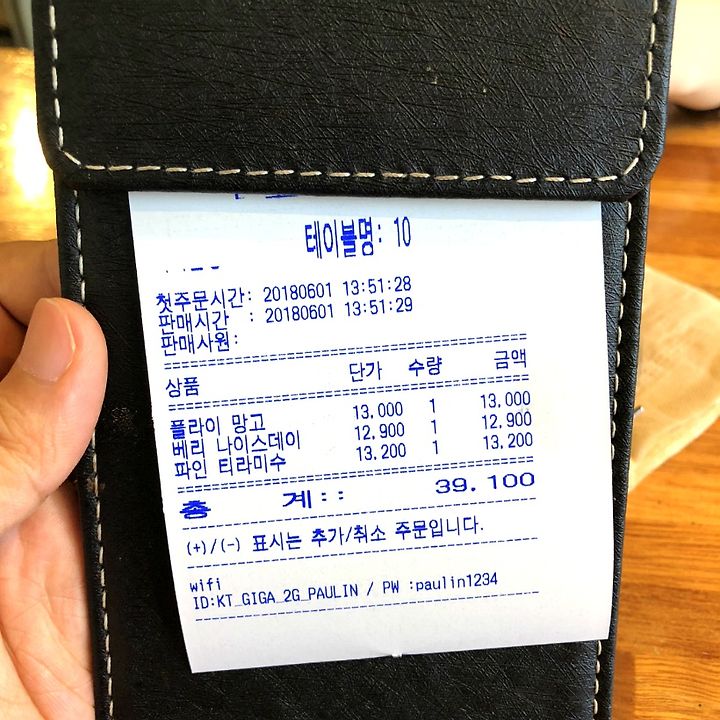 테이블명: 10
첫주문시간: 20180601 13:51:28
판매시간 : 20180601 13:51:29
판매사원:
상품 단가 수량 금액
플라이 망고 13,000 1 13,000
베리 나이스데이 12,900 1 12,900
파인 티라미수 13,200 1 13,200
총 계:: 39.100
(+)/(-) 표시는 추가/취소 주문입니다.
wifi
ID:KT_GIGA_2G_PAULIN / PW :paulin1234